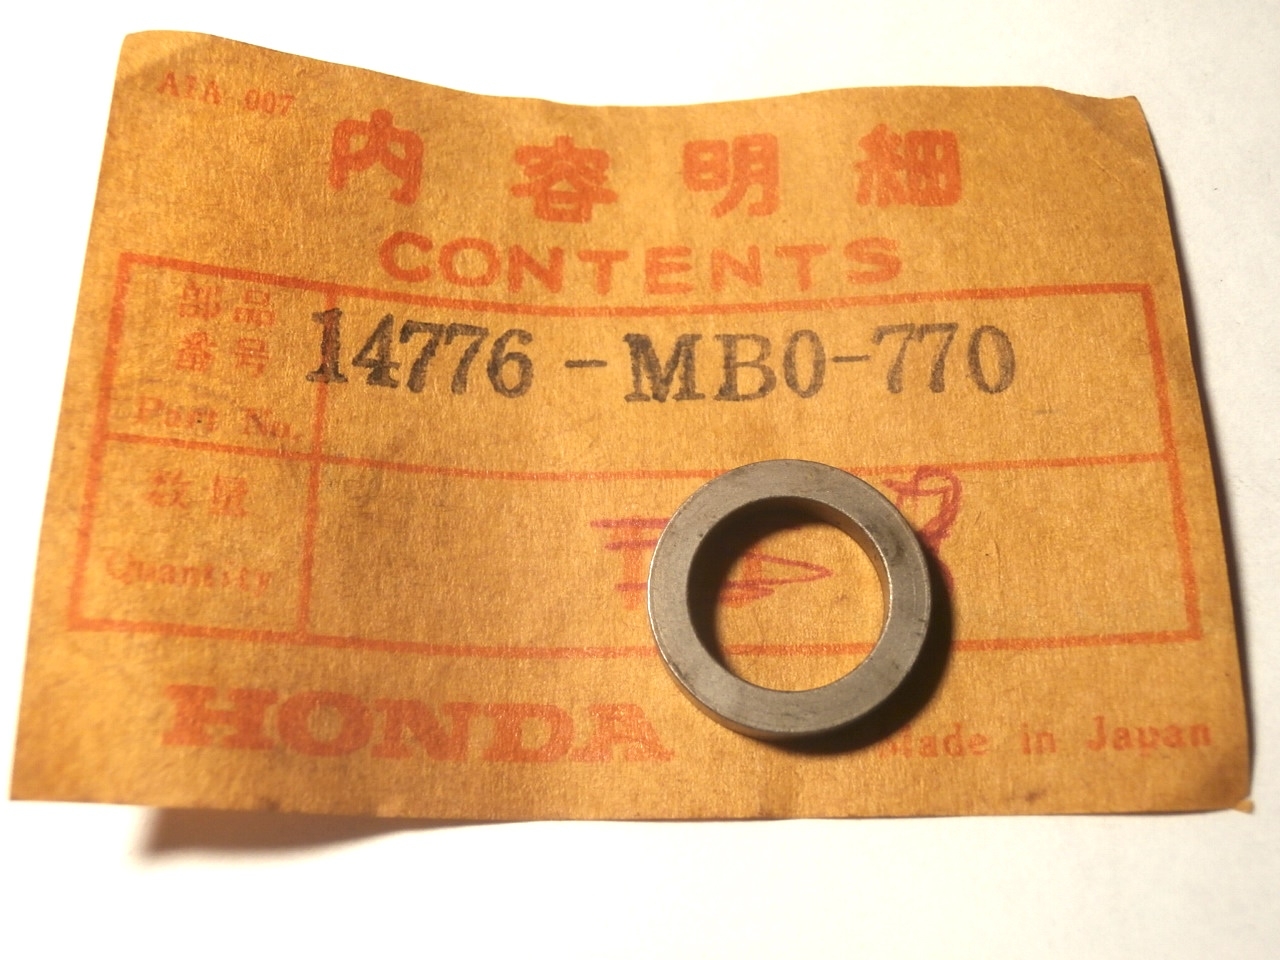 ATA 007
内容明細
CONTENTS
部品
番号
Part No.
14776-MB0-770
数量
Quantity
HONDA
Made in Japan